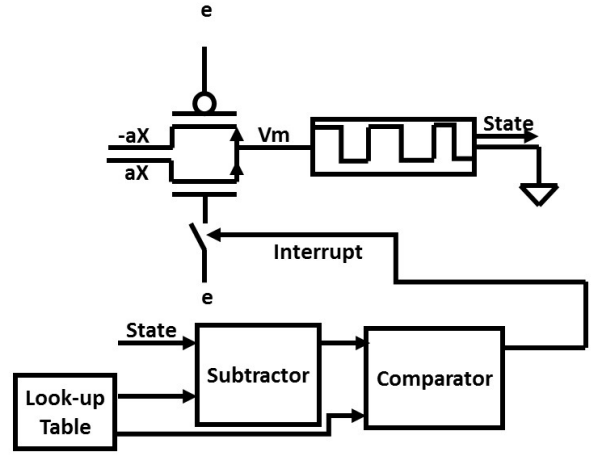 e
-aX
aX
Vm
State
Interrupt
e
State
Subtractor
Comparator
Look-up
Table